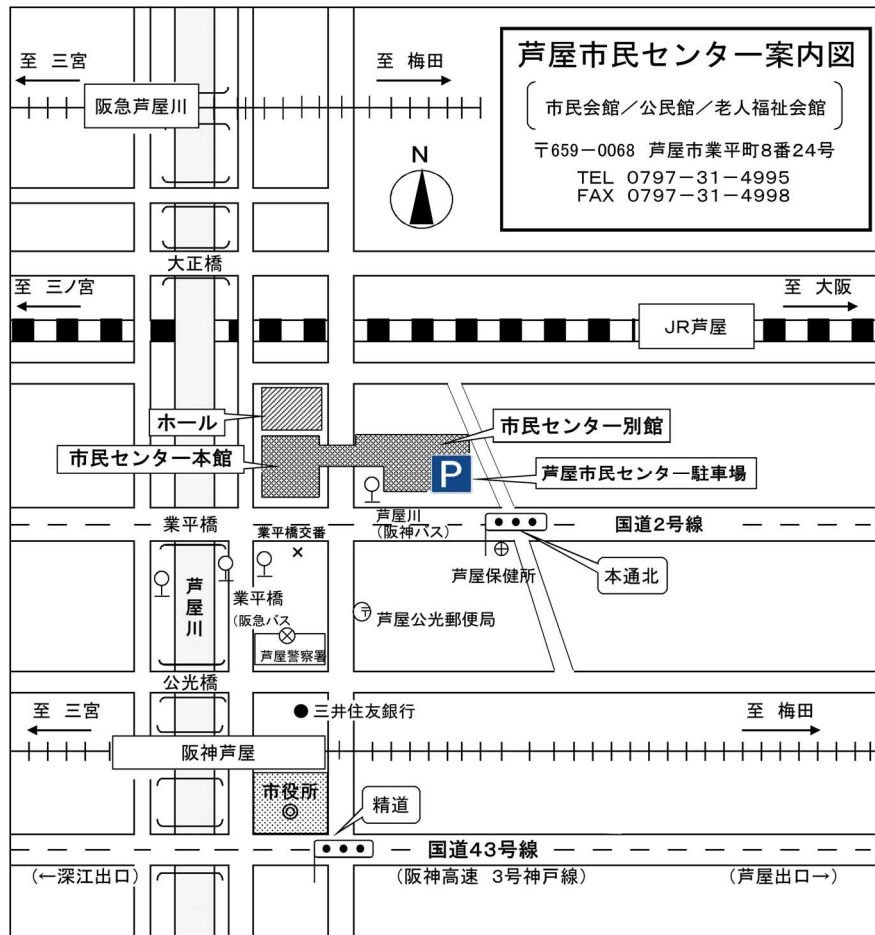 芦屋市民センター案内図
市民会館／公民館／老人福祉会館
〒659－0068 芦屋市業平町8番24号
TEL 0797－31－4995
FAX 0797－31－4998
至 三宮
至 梅田
阪急芦屋川
N
大正橋
至 三ノ宮
至 大阪
JR芦屋
ホール
市民センター別館
市民センター本館
P
芦屋市民センター駐車場
芦屋川
(阪神バス)
業平橋
国道2号線
業平橋交番
芦屋保健所
本通北
芦屋川
業平橋
(阪急バス
〒
芦屋公光郵便局
芦屋警察署
公光橋
至 三宮
三井住友銀行
至 梅田
阪神芦屋
市役所
精道
国道43号線
(←深江出口)
(阪神高速 3号神戸線)
(芦屋出口→)